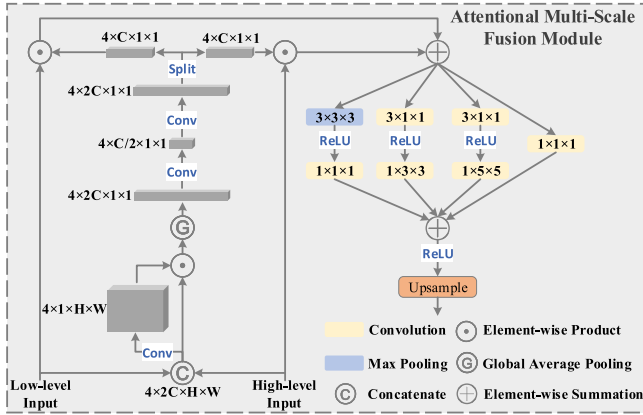 Attentional Multi-Scale
Fusion Module
4×C×1×1
4×C×1×1
Split
4×2C×1×1
Conv
4×C/2×1×1
Conv
4×2C×1×1
G
4×1×H×W
Conv
C
4×2C×H×W
Low-level
Input
High-level
Input
3×3×3
3×1×1
3×1×1
ReLU
ReLU
ReLU
1×1×1
1×1×1
1×3×3
1×5×5
ReLU
Upsample
Convolution
Element-wise Product
Max Pooling
G Global Average Pooling
C Concatenate
Element-wise Summation